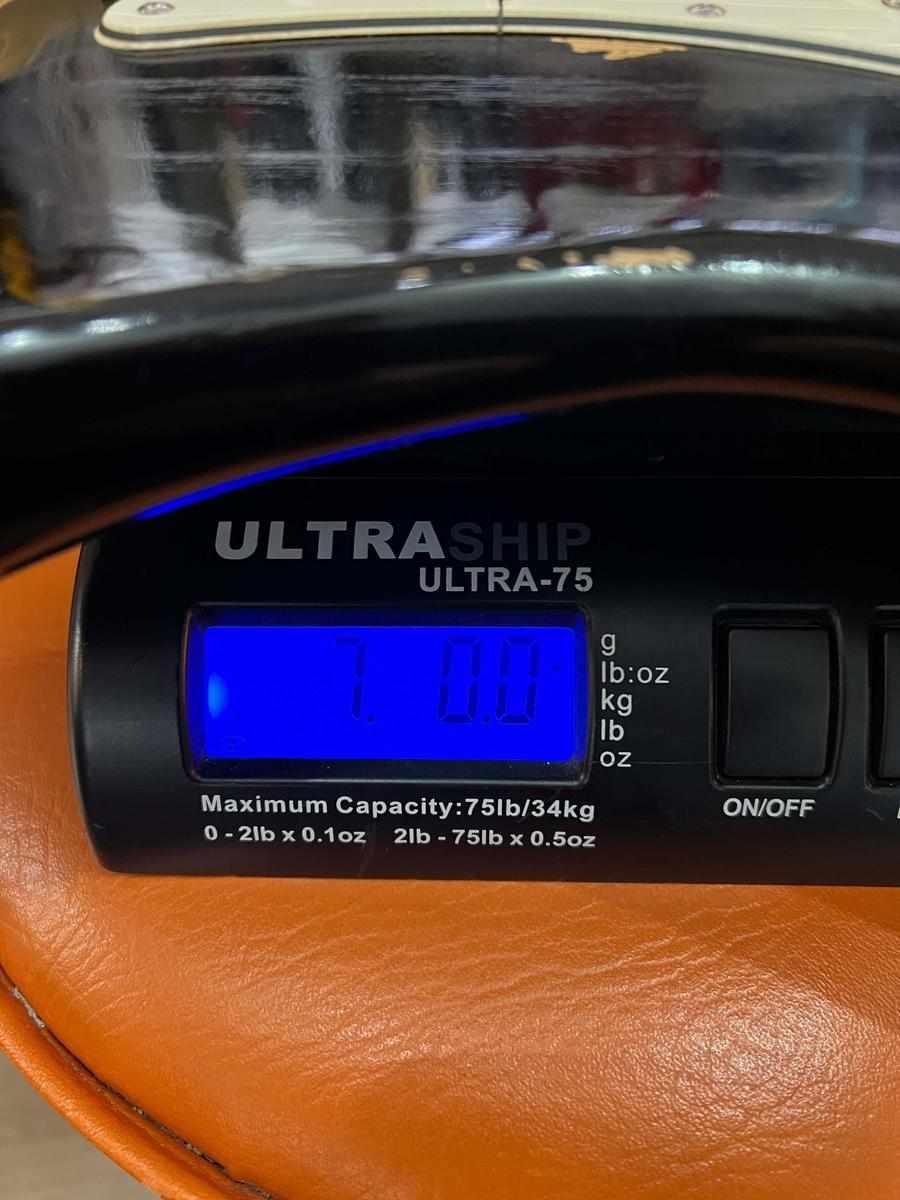 ULTRASHIP
ULTRA-75
7. 0.0
g
lb:oz
kg
lb
oz
ON/OFF
Maximum Capacity:75lb/34kg
0 - 2lb x 0.1oz 2lb - 75lb x 0.5oz